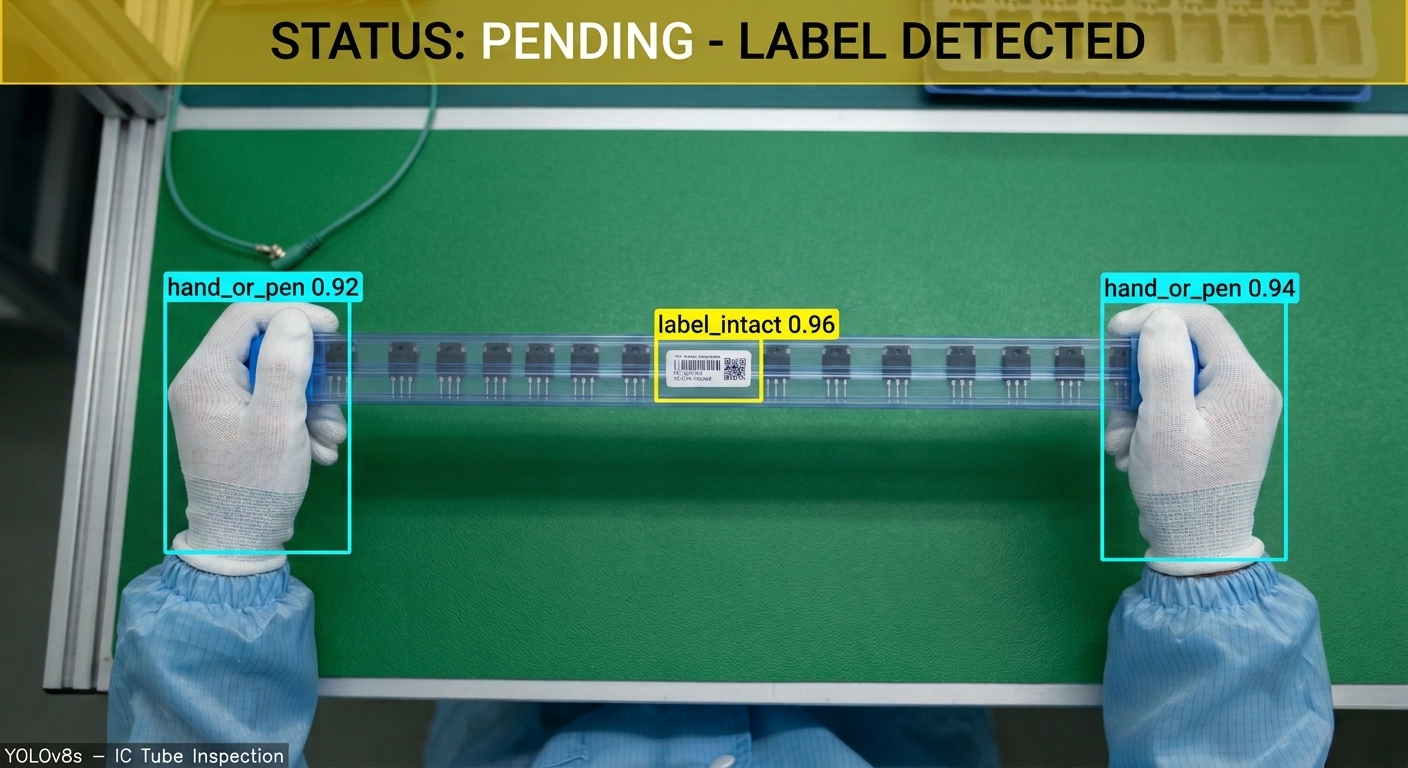 STATUS: PENDING - LABEL DETECTED
hand_or_pen 0.92
hand_or_pen 0.94
label_intact 0.96
YOLOv8s – IC Tube Inspection